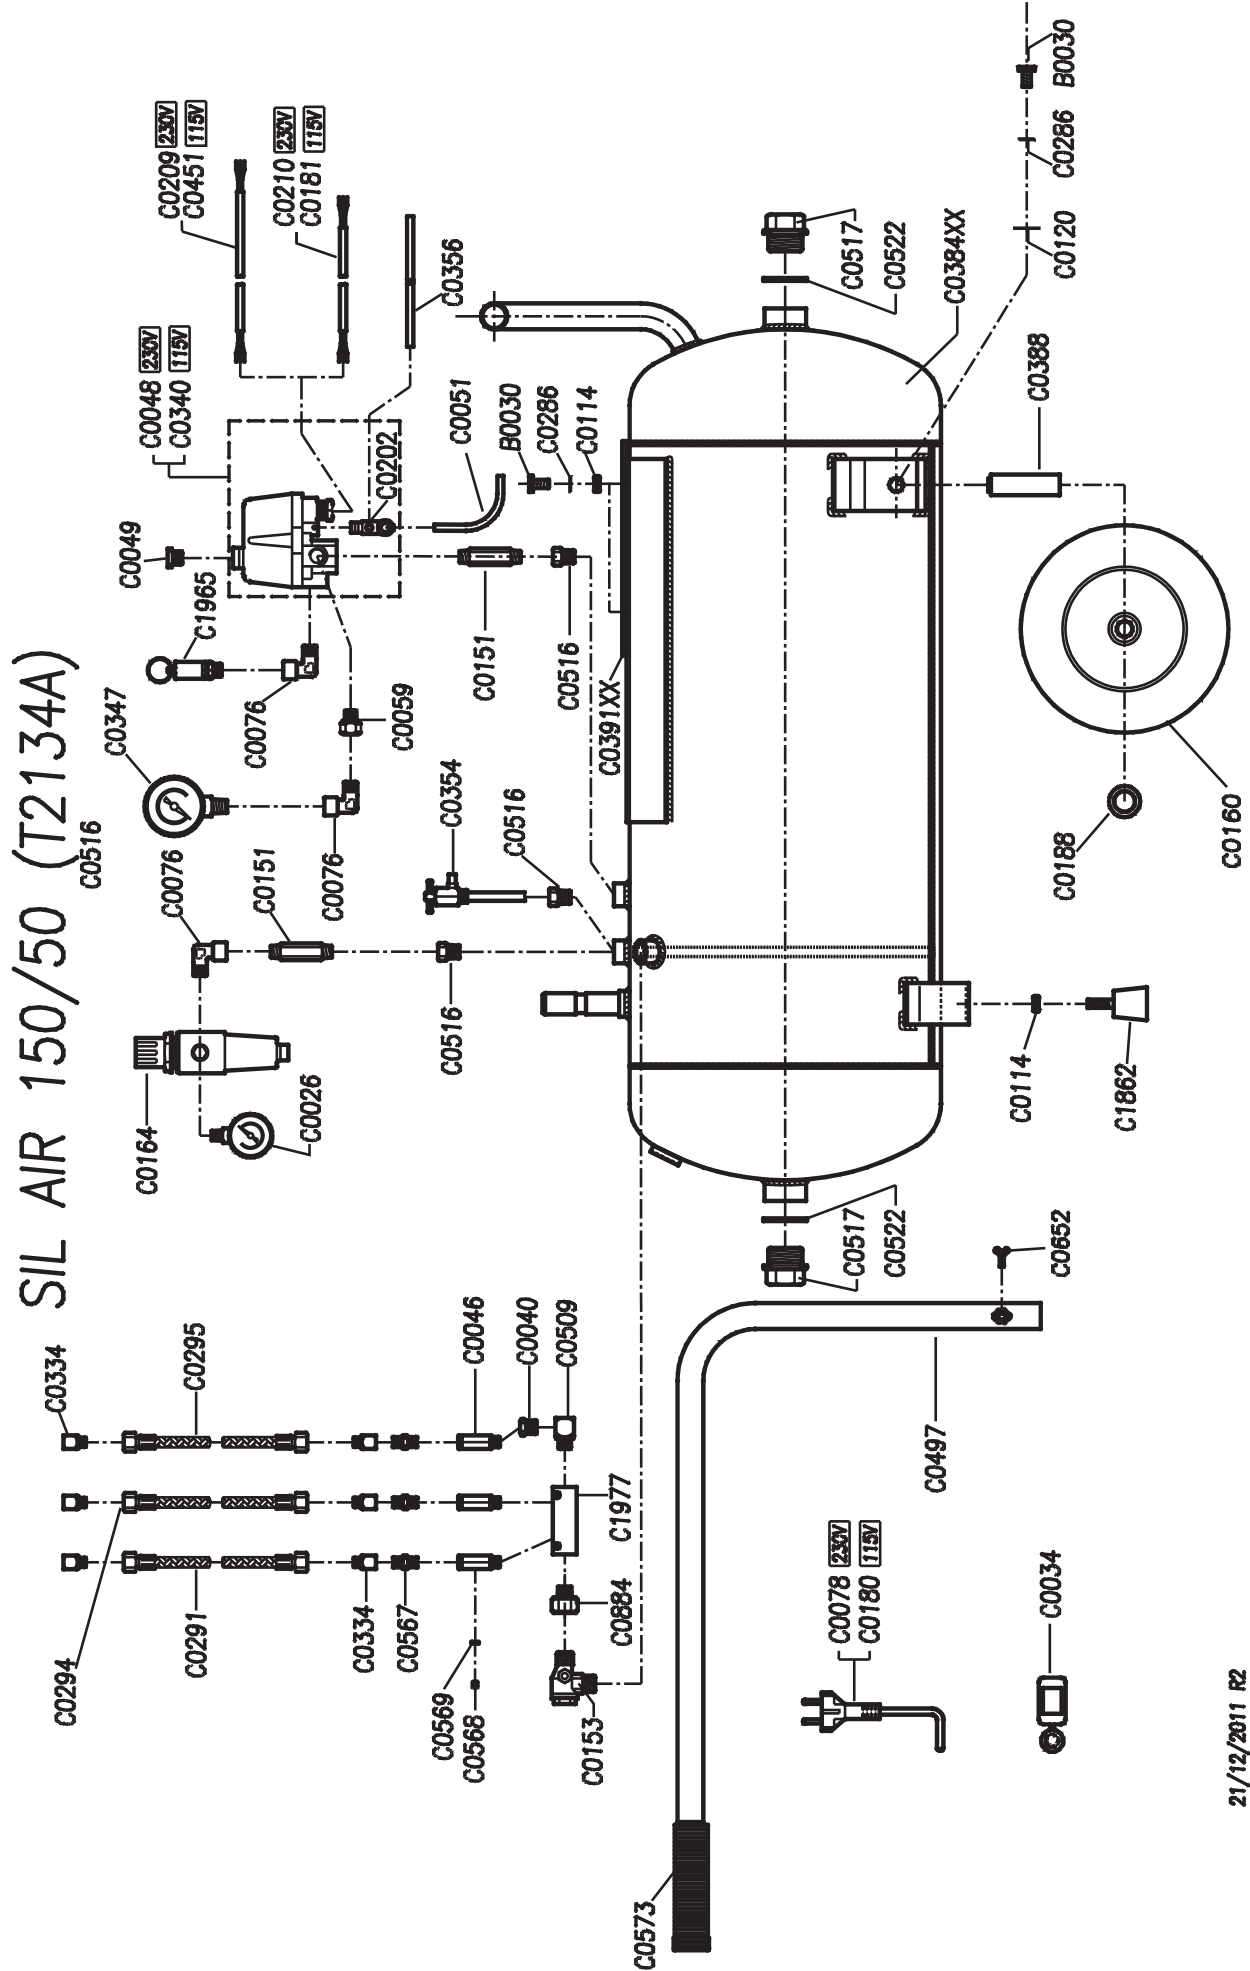 SIL AIR 150/50 (T2134A)
C0334
C0295
C0294
C0291
C0334
C0567
C0569
C0568
C0046
C0040
C0509
C1977
C0884
C0153
C0573
C0497
C0652
C0078 230V
C0180 115V
C0034
21/12/2011 R2
C0164
C0026
C0076
C0151
C0516
C0516
C0347
C0076
C0076
C0059
C1965
C0049
C0048 230V
C0340 115V
C0209 230V
C0451 115V
C0210 230V
C0181 115V
C0356
C0202
C0051
C0151
C0516
C0354
C0516
B0030
C0286
C0114
C0391XX
C0517
C0522
C0517
C0522
C0384XX
C0120
C0286
B0030
C0388
C0160
C0188
C0114
C1862